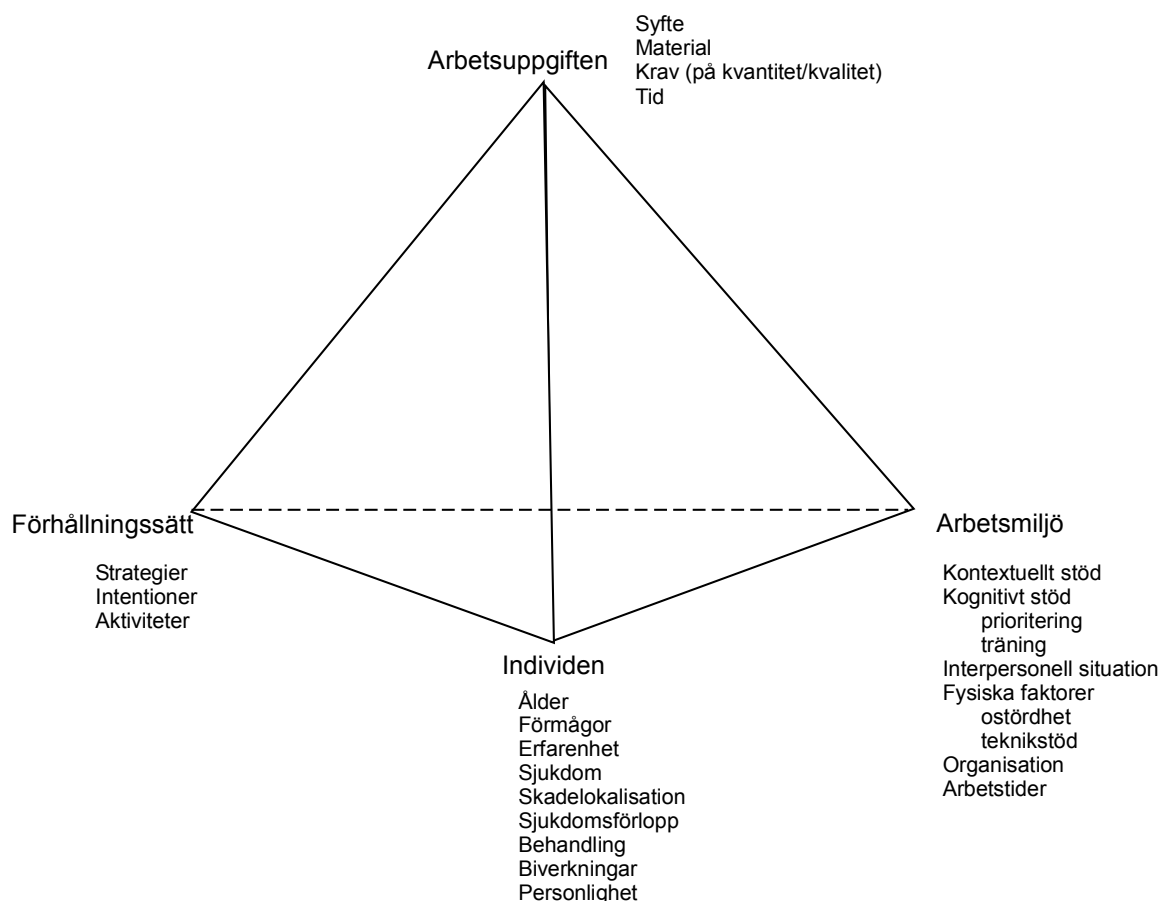 Arbetsuppgiften
Syfte
Material
Krav (på kvantitet/kvalitet)
Tid
Förhållningssätt
Strategier
Intentioner
Aktiviteter
Individen
Ålder
Förmågor
Erfarenhet
Sjukdom
Skadelokalisation
Sjukdomsförlopp
Behandling
Biverkningar
Personlighet
Arbetsmiljö
Kontextuellt stöd
Kognitivt stöd
prioritering
träning
Interpersonell situation
Fysiska faktorer
ostördhet
teknikstöd
Organisation
Arbetstider